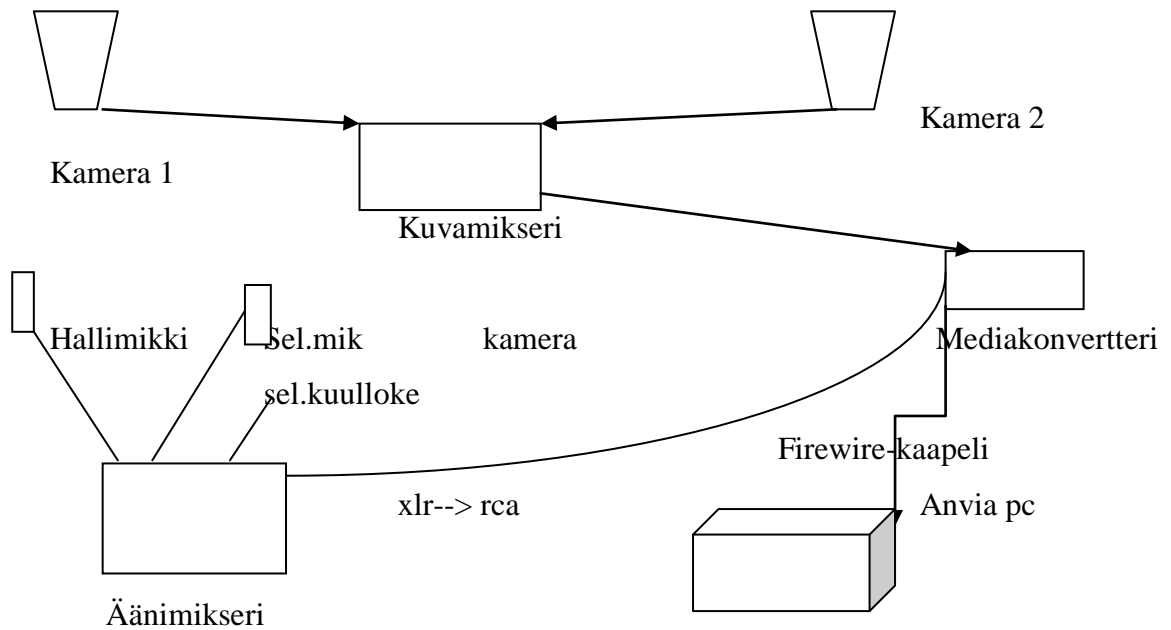 Kamera 2
Kamera 1
Kuvamikseri
Hallimikki Sel.mik kamera Mediakonvertteri
sel.kuulloke
Firewire-kaapeli
xlr--> rca Anvia pc
Äänimikseri